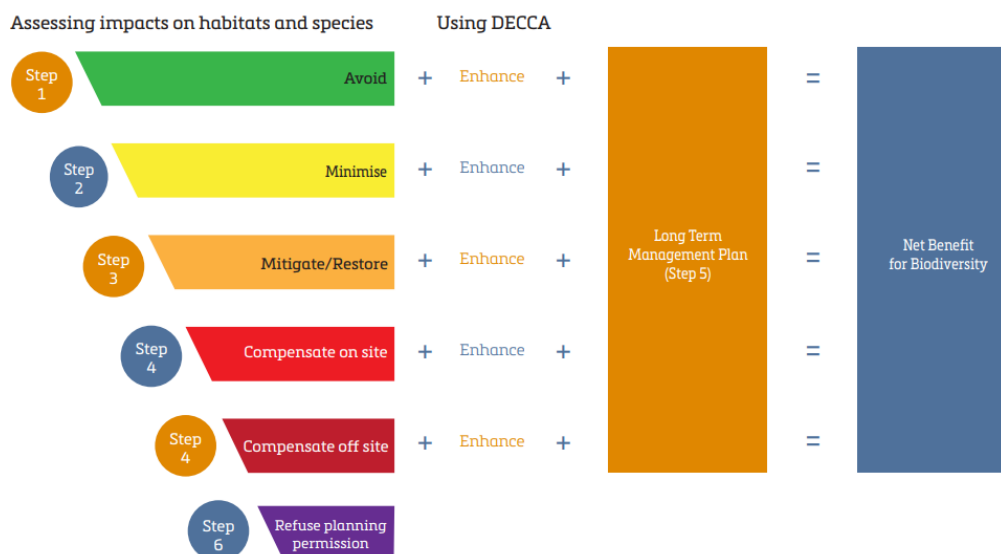 Assessing impacts on habitats and species
Using DECCA
Step
1
Avoid
+ Enhance + =
Step
2
Minimise
+ Enhance + =
Step
3
Mitigate/Restore
+ Enhance + =
Step
4
Compensate on site
+ Enhance + =
Step
4
Compensate off site
+ Enhance + =
Step
6
Refuse planning
permission
Long Term
Management Plan
(Step 5)
Net Benefit
for Biodiversity